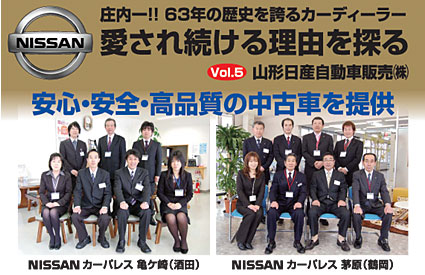 NISSAN
庄内一!! 63年の歴史を誇るカーディーラー
愛され続ける理由を探る
Vol.5 山形日産自動車販売㈱
安心・安全・高品質の中古車を提供
NISSAN カーパレス 亀ケ崎(酒田)
NISSAN カーパレス 茅原(鶴岡)